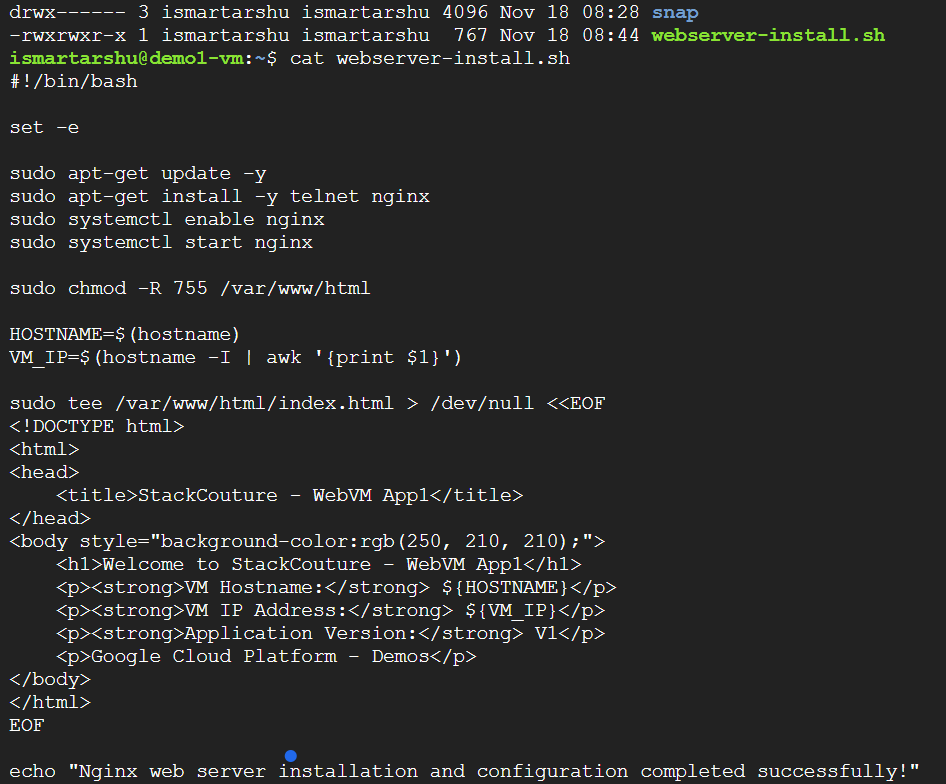 drwx------ 3 ismartarshu ismartarshu 4096 Nov 18 08:28 snap
-rwxrwxr-x 1 ismartarshu ismartarshu  767 Nov 18 08:44 webserver-install.sh
ismartarshu@demo1-vm:~$ cat webserver-install.sh
#!/bin/bash

set -e

sudo apt-get update -y
sudo apt-get install -y telnet nginx
sudo systemctl enable nginx
sudo systemctl start nginx

sudo chmod -R 755 /var/www/html

HOSTNAME=$(hostname)
VM_IP=$(hostname -I | awk '{print $1}')

sudo tee /var/www/html/index.html > /dev/null <<EOF
<!DOCTYPE html>
<html>
<head>
    <title>StackCouture - WebVM App1</title>
</head>
<body style="background-color:rgb(250, 210, 210);">
    <h1>Welcome to StackCouture - WebVM App1</h1>
    <p><strong>VM Hostname:</strong> ${HOSTNAME}</p>
    <p><strong>VM IP Address:</strong> ${VM_IP}</p>
    <p><strong>Application Version:</strong> V1</p>
    <p>Google Cloud Platform - Demos</p>
</body>
</html>
EOF

echo "Nginx web server installation and configuration completed successfully!"